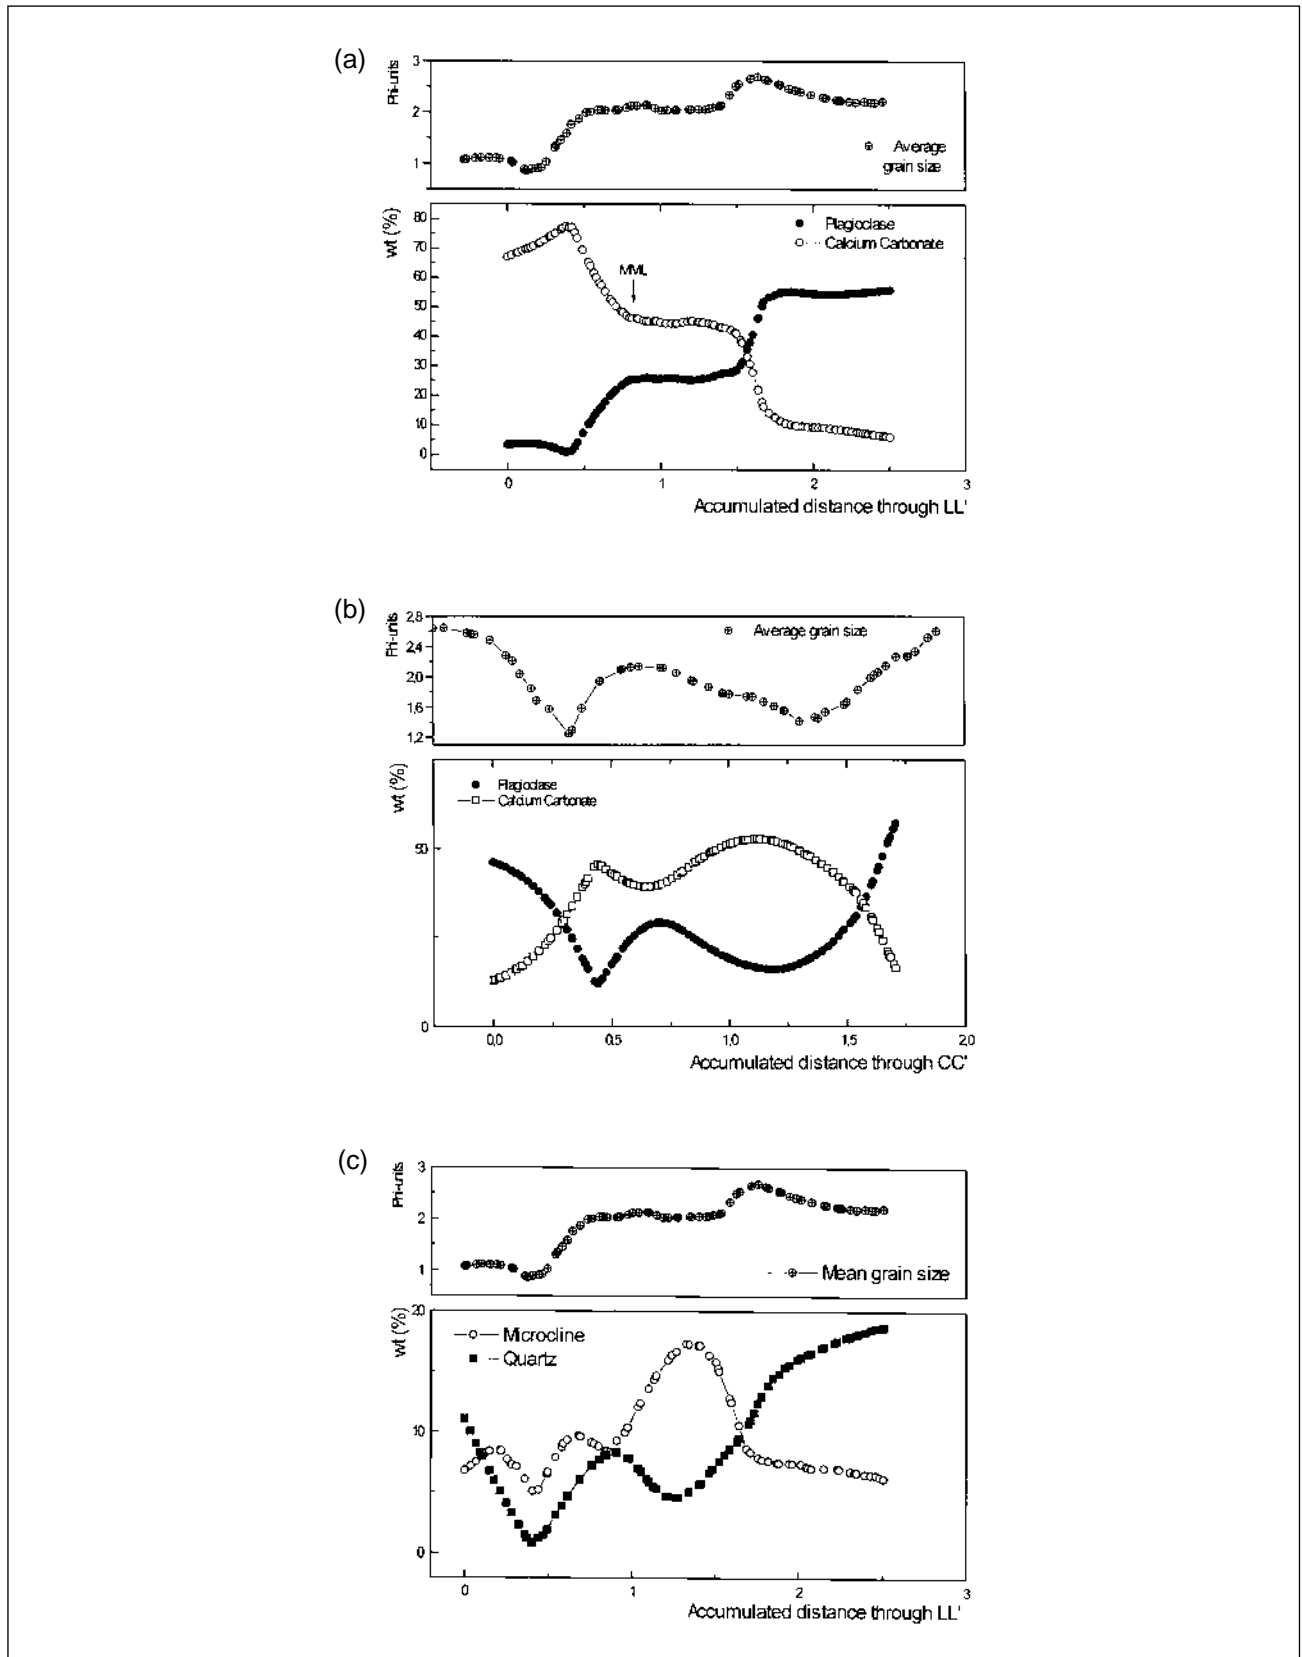 (a)
Phi-units
3
2
1
Average
grain size
wt (%)
80
70
60
50
40
30
20
10
0
Plagioclase
Calcium Carbonate
MML
0
1
2
3
Accumulated distance through LL'
(b)
Phi-units
2,8
2,4
2,0
1,6
1,2
Average grain size
wt (%)
50
0
Plagioclase
Calcium Carbonate
0,0
0,5
1,0
1,5
2,0
Accumulated distance through CC'
(c)
Phi-units
3
2
1
Mean grain size
wt (%)
20
10
0
Microcline
Quartz
0
1
2
3
Accumulated distance through LL'